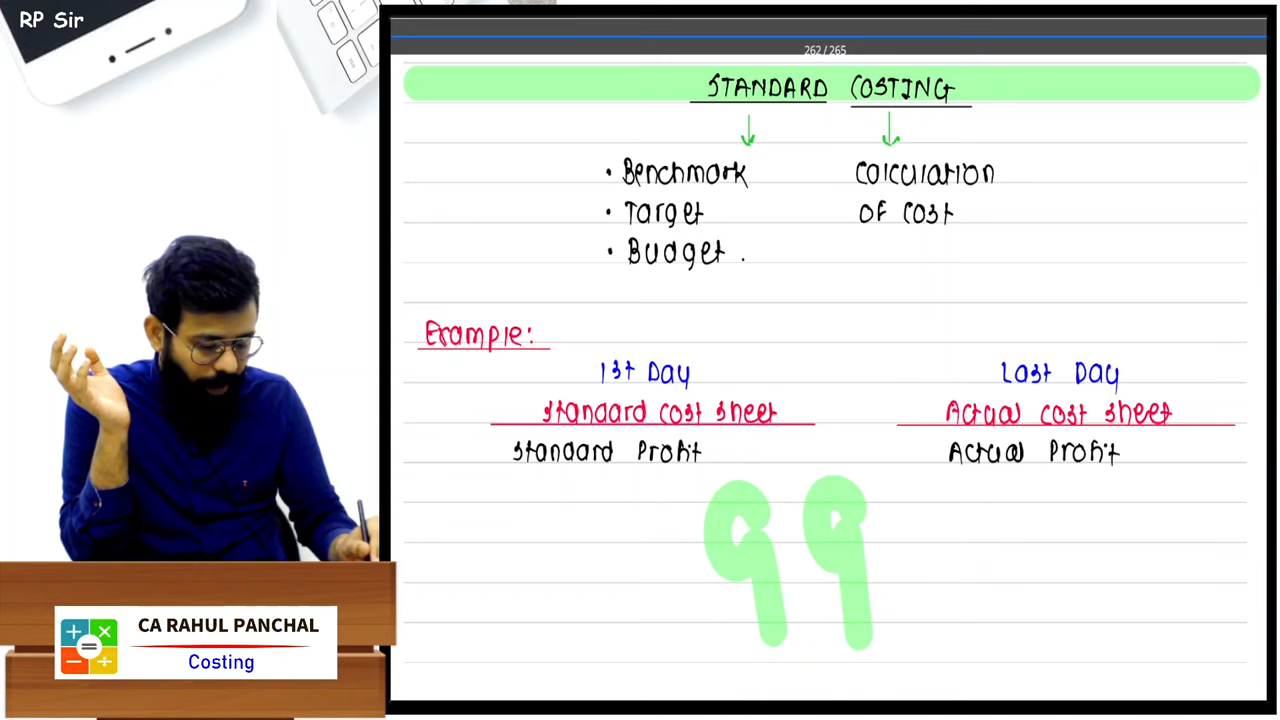 RP Sir
262 / 265
STANDARD COSTING
• Benchmark Calculation
• Target OF COST
• Budget.
Example:
1st Day Last Day
Standard cost sheet Actual cost sheet
Standard Profit Actual Profit
99
CA RAHUL PANCHAL
Costing